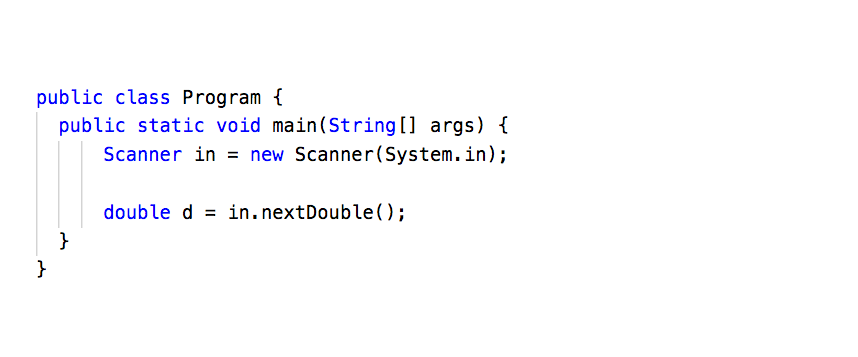 public class Program {
public static void main(String[] args) {
Scanner in = new Scanner(System.in);
double d = in.nextDouble();
}
}